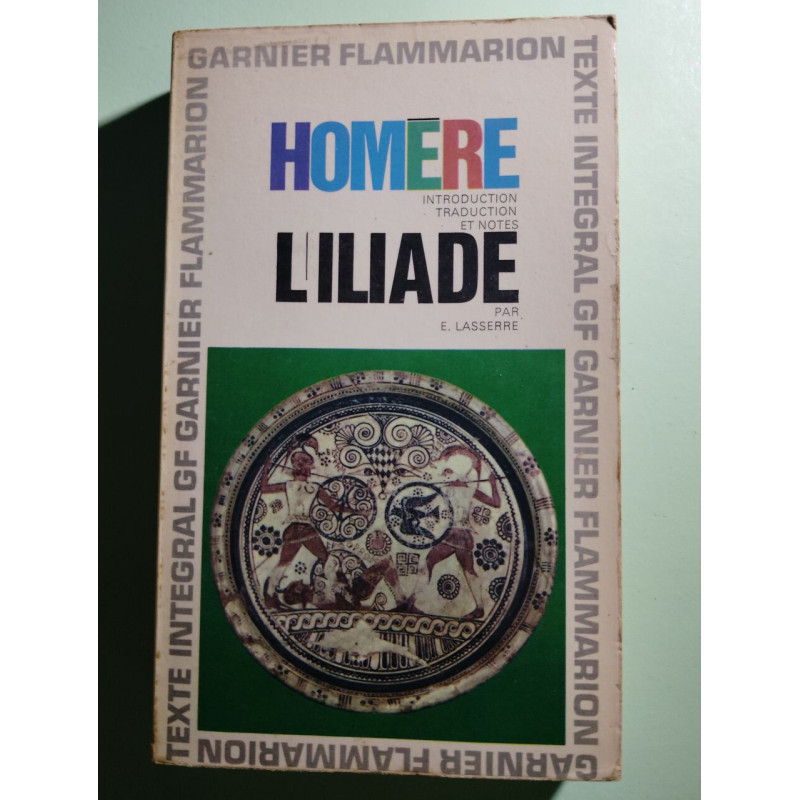 GARNIER FLAMMARION
HOMÈRE
INTRODUCTION
TRADUCTION
ET NOTES
L'ILIADE
PAR
E. LASSERRE
TEXTE INTEGRAL GF GARNIER FLAMMARION
TEXTE INTEGRAL GF GARNIER FLAMMARION
GARNIER FLAMMARION